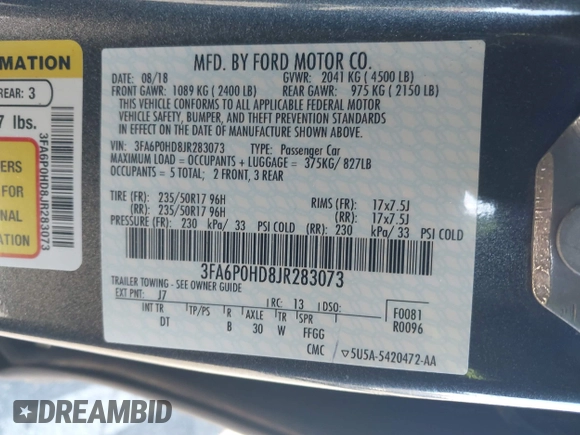 RMATION
REAR: 3
7 lbs.
3FA6P0HD8JR283073
MFD. BY FORD MOTOR CO.
DATE: 08/18 GVWR: 2041 KG ( 4500 LB)
FRONT GAWR: 1089 KG ( 2400 LB) REAR GAWR: 975 KG ( 2150 LB)
THIS VEHICLE CONFORMS TO ALL APPLICABLE FEDERAL MOTOR
VEHICLE SAFETY, BUMPER, AND THEFT PREVENTION STANDARDS
IN EFFECT ON THE DATE OF MANUFACTURE SHOWN ABOVE.
VIN: 3FA6P0HD8JR283073 TYPE: Passenger Car
MAXIMUM LOAD = OCCUPANTS + LUGGAGE = 375KG/ 827LB
OCCUPANTS = 5 TOTAL; 2 FRONT, 3 REAR
TIRE (FR): 235/50R17 96H RIMS (FR): 17x7.5J
(RR): 235/50R17 96H (RR): 17x7.5J
PRESSURE (FR): 230 kPa/ 33 PSI COLD (RR): 230 kPa/ 33 PSI COLD
3FA6P0HD8JR283073
TRAILER TOWING - SEE OWNER GUIDE
EXT PNT: J7 RC: 13 DSO: F0081
INT TR TP/PS R AXLE TR SPR R0096
DT B 30 W FFGG
CMC ▽5U5A-5420472-AA
ERS
FOR
ONAL
DREAMBID